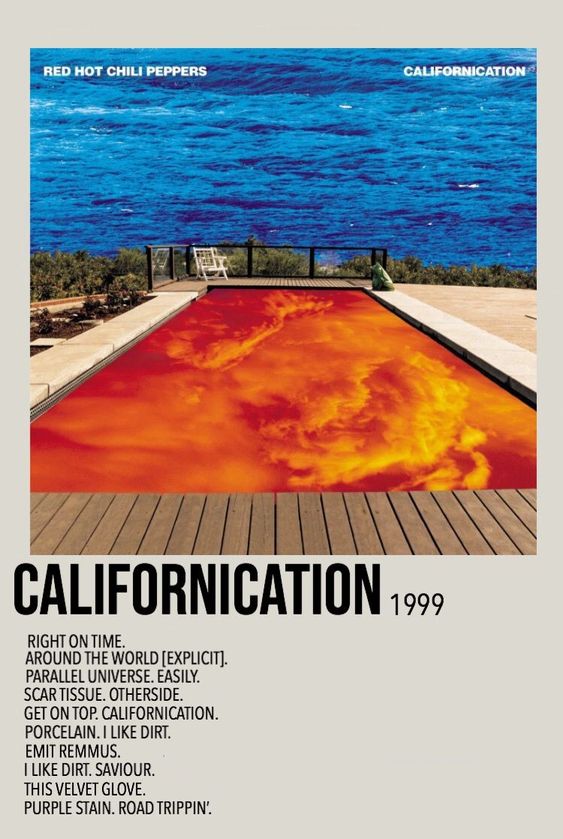 RED HOT CHILI PEPPERS CALIFORNICATION
CALIFORNICATION 1999
RIGHT ON TIME.
AROUND THE WORLD [EXPLICIT].
PARALLEL UNIVERSE. EASILY.
SCAR TISSUE. OTHERSIDE.
GET ON TOP. CALIFORNICATION.
PORCELAIN. I LIKE DIRT.
EMIT REMMUS.
I LIKE DIRT. SAVIOUR.
THIS VELVET GLOVE.
PURPLE STAIN. ROAD TRIPPIN'.